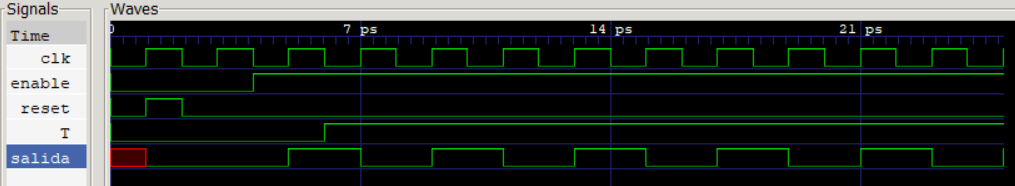 Signals
Waves
Time
0
7 ps
14 ps
21 ps
clk
enable
reset
T
salida